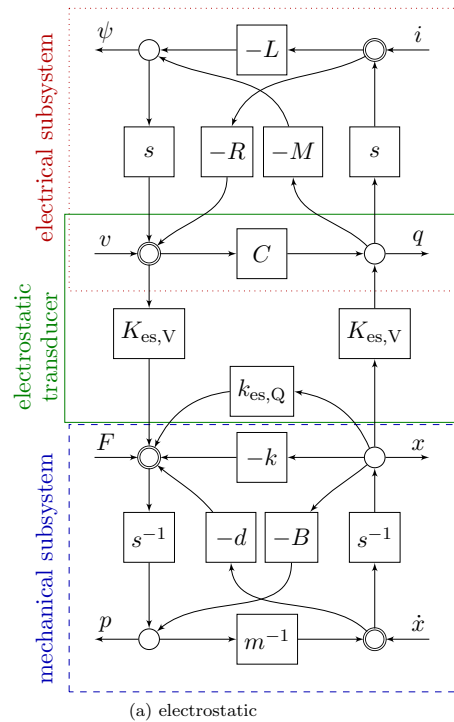 ψ -L i
electrical subsystem
s -R -M s
v C q
electrostatic
transducer
K_es,V K_es,V
k_es,Q
F -k x
mechanical subsystem
s^-1 -d -B s^-1
p m^-1 ẋ
(a) electrostatic